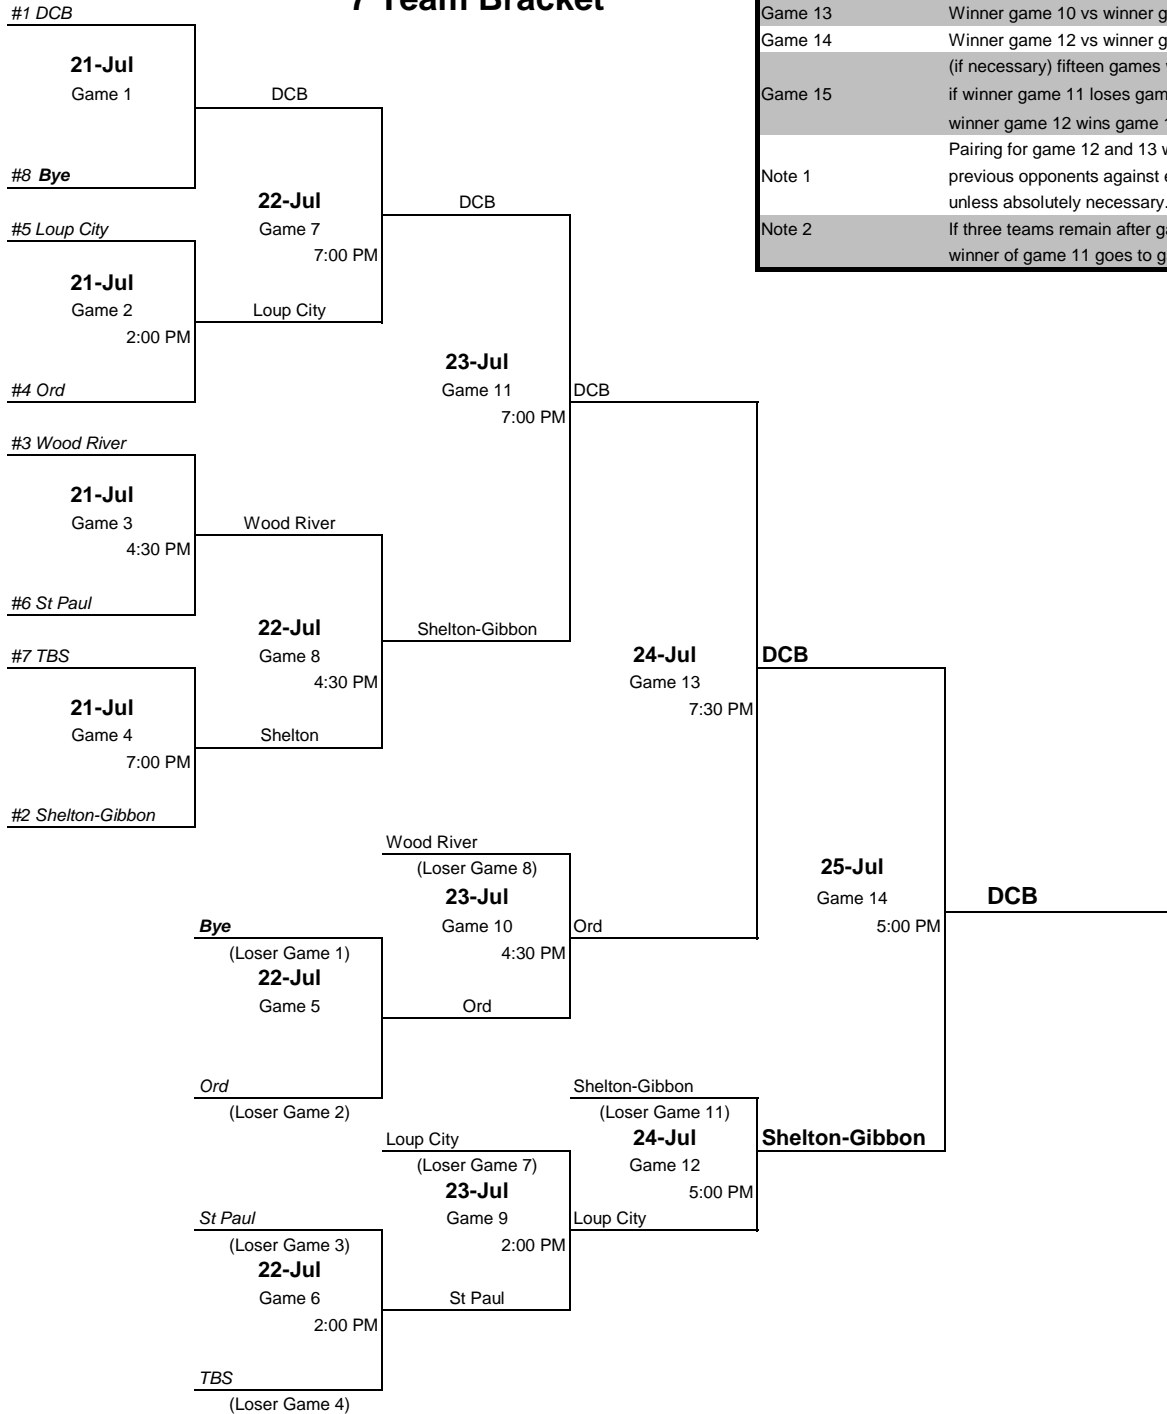 7 Team Bracket
#1 DCB
21-Jul
Game 1
DCB
#8 Bye
22-Jul
Game 7
7:00 PM
DCB
#5 Loup City
21-Jul
Game 2
2:00 PM
Loup City
#4 Ord
23-Jul
Game 11
7:00 PM
DCB
#3 Wood River
21-Jul
Game 3
4:30 PM
Wood River
#6 St Paul
22-Jul
Game 8
4:30 PM
Shelton-Gibbon
#7 TBS
21-Jul
Game 4
7:00 PM
Shelton
#2 Shelton-Gibbon
24-Jul
Game 13
7:30 PM
DCB
Wood River
(Loser Game 8)
23-Jul
Game 10
4:30 PM
Ord
Bye
(Loser Game 1)
22-Jul
Game 5
Ord
Ord
(Loser Game 2)
25-Jul
Game 14
5:00 PM
DCB
Shelton-Gibbon
(Loser Game 11)
24-Jul
Game 12
5:00 PM
Shelton-Gibbon
Loup City
(Loser Game 7)
23-Jul
Game 9
2:00 PM
Loup City
St Paul
(Loser Game 3)
22-Jul
Game 6
2:00 PM
St Paul
TBS
(Loser Game 4)
Game 13 Winner game 10 vs winner
Game 14 Winner game 12 vs winner
(if necessary) fifteen games
Game 15 if winner game 11 loses
winner game 12 wins game
Pairing for game 12 and 13
Note 1 previous opponents against
unless absolutely necessary.
Note 2 If three teams remain after
winner of game 11 goes to